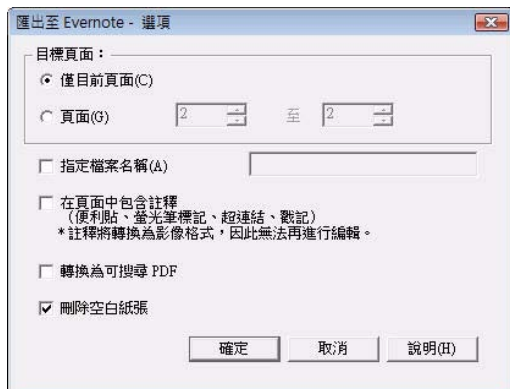 匯出至 Evernote - 選項
目標頁面：
僅目前頁面(C)
頁面(G) 2 至 2
指定檔案名稱(A)
在頁面中包含註釋
（便利貼、螢光筆標記、超連結、戳記）
*註釋將轉換為影像格式，因此無法再進行編輯。
轉換為可搜尋 PDF
刪除空白紙張
確定 取消 說明(H)